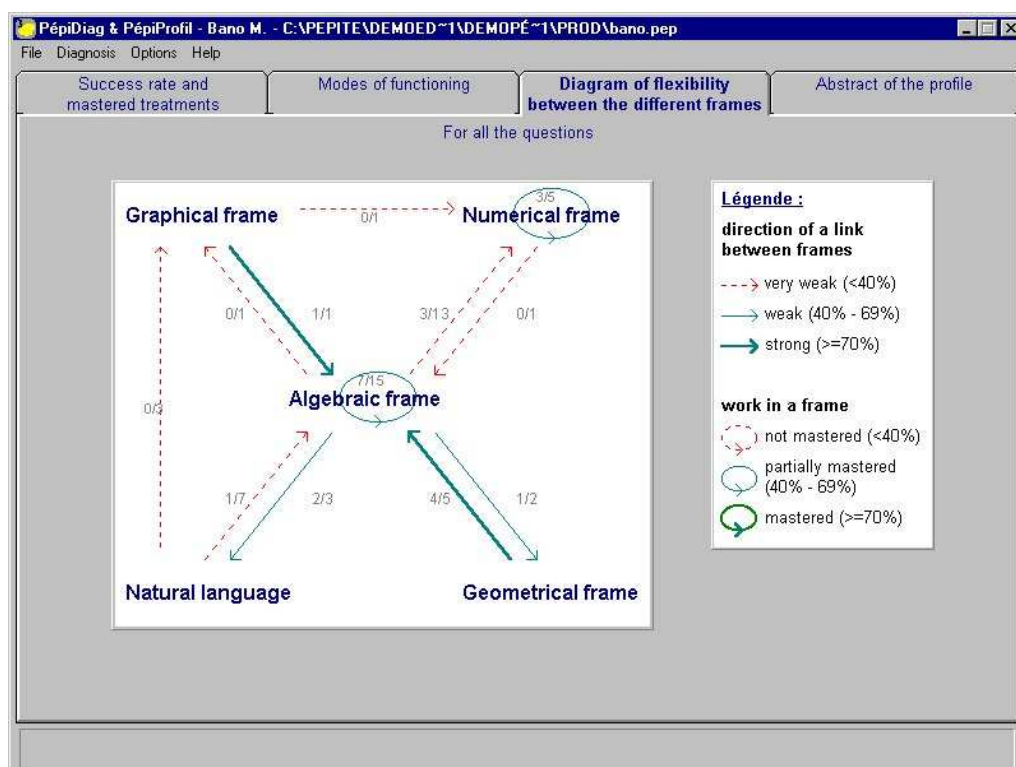 PépiDiag & PépiProfil - Bano M. - C:\PEPITE\DEMOED~1\DEMOPÉ~1\PROD\bano.pep
File Diagnosis Options Help
Success rate and
mastered treatments
Modes of functioning
Diagram of flexibility
between the different frames
Abstract of the profile
For all the questions
Graphical frame
0/1
3/5
Numerical frame
0/1
1/1
3/13
0/1
7/15
Algebraic frame
0/3
1/7
2/3
4/5
1/2
Natural language
Geometrical frame
Légende :
direction of a link
between frames
very weak (<40%)
weak (40% - 69%)
strong (>=70%)
work in a frame
not mastered (<40%)
partially mastered
(40% - 69%)
mastered (>=70%)